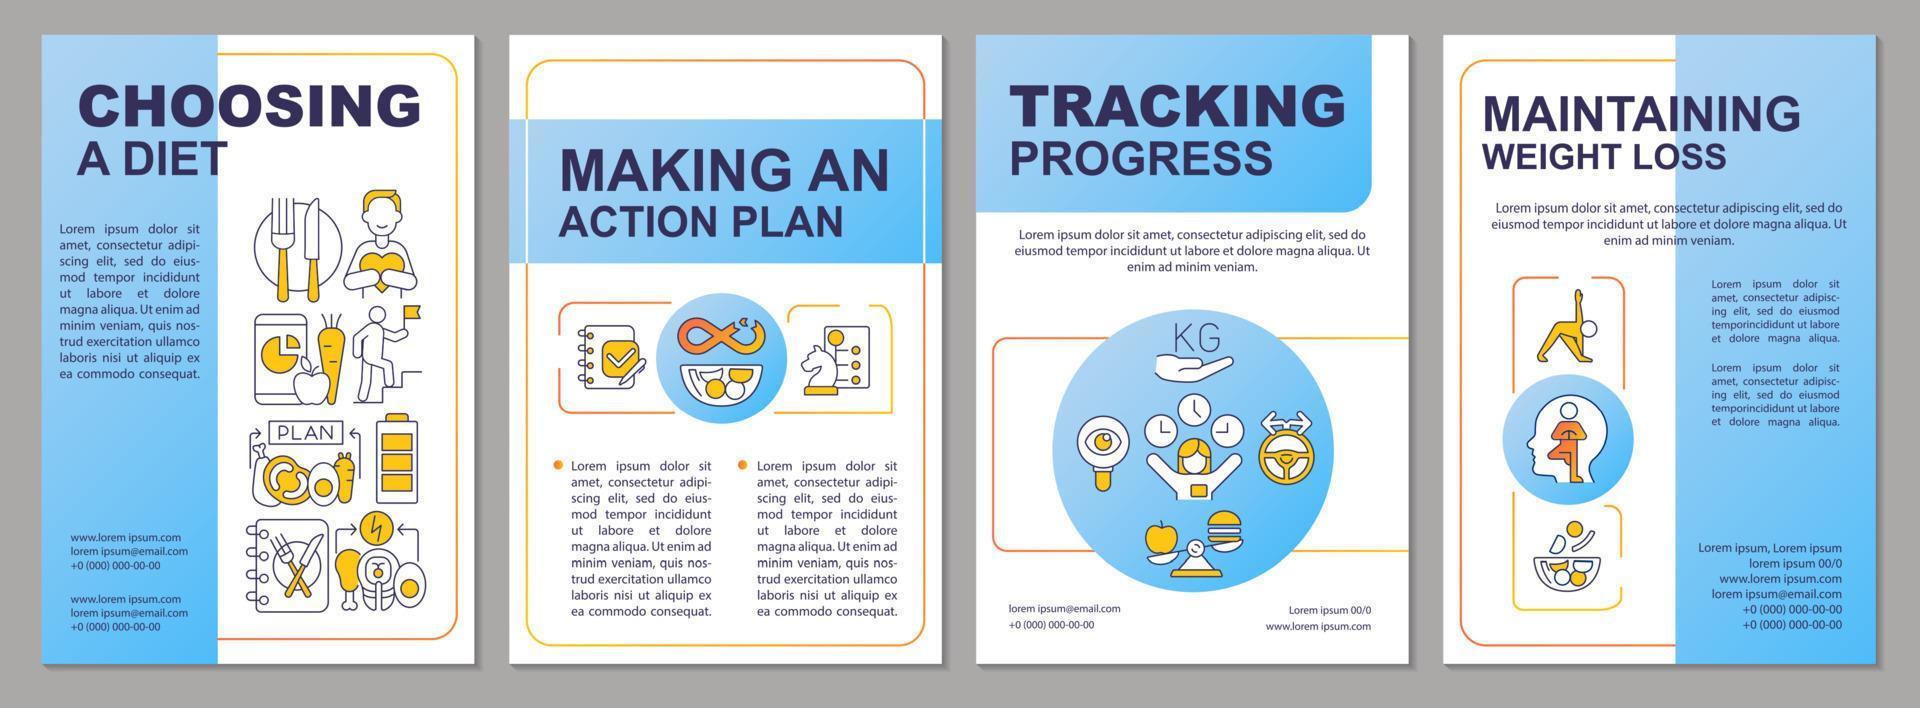 CHOOSING
A DIET
Lorem ipsum dolor sit
amet, consectetur adipi-
scing elit, sed do eius-
mod tempor incididunt
ut labore et dolore
magna aliqua. Ut enim ad
minim veniam, quis nos-
trud exercitation ullamco
laboris nisi ut aliquip ex
ea commodo consequat.
PLAN
www.lorem ipsum.com
lorem ipsum@email.com
+0 (000) 000-00-00
www.lorem ipsum.com
lorem ipsum@email.com
+0 (000) 000-00-00
MAKING AN
ACTION PLAN
Lorem ipsum dolor sit
amet, consectetur adipi-
scing elit, sed do eius-
mod tempor incididunt
ut labore et dolore
magna aliqua. Ut enim ad
minim veniam, quis nos-
trud exercitation ullamco
laboris nisi ut aliquip ex
ea commodo consequat.
Lorem ipsum dolor sit
amet, consectetur adipi-
scing elit, sed do eius-
mod tempor incididunt
ut labore et dolore
magna aliqua. Ut enim ad
minim veniam, quis nos-
trud exercitation ullamco
laboris nisi ut aliquip ex
ea commodo consequat.
TRACKING
PROGRESS
Lorem ipsum dolor sit amet, consectetur adipiscing elit, sed do
eiusmod tempor incididunt ut labore et dolore magna aliqua. Ut
enim ad minim veniam.
KG
lorem ipsum@email.com
+0 (000) 000-00-00
Lorem ipsum 00/0
www.lorem ipsum.com
MAINTAINING
WEIGHT LOSS
Lorem ipsum dolor sit amet, consectetur adipiscing elit, sed do
eiusmod tempor incididunt ut labore et dolore magna aliqua. Ut
enim ad minim veniam.
Lorem ipsum dolor sit
amet, consectetur adipisc-
ing elit, sed do eiusmod
temporincididunt ut labore
et dolore magna aliqua.
Lorem ipsum dolor sit
amet, consectetur adipisc-
ing elit, sed do eiusmod
temporincididunt ut labore
et dolore magna aliqua.
Lorem ipsum, Lorem ipsum
lorem ipsum 00/0
www.lorem ipsum.com
lorem ipsum@email.com
+0 (000) 000-00-00
+0 (000) 000-00-00